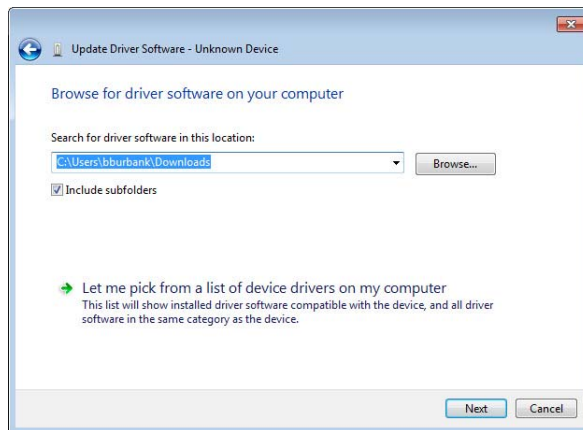 Update Driver Software - Unknown Device
Browse for driver software on your computer
Search for driver software in this location:
C:\Users\bburbank\Downloads
Browse...
Include subfolders
Let me pick from a list of device drivers on my computer
This list will show installed driver software compatible with the device, and all driver
software in the same category as the device.
Next
Cancel